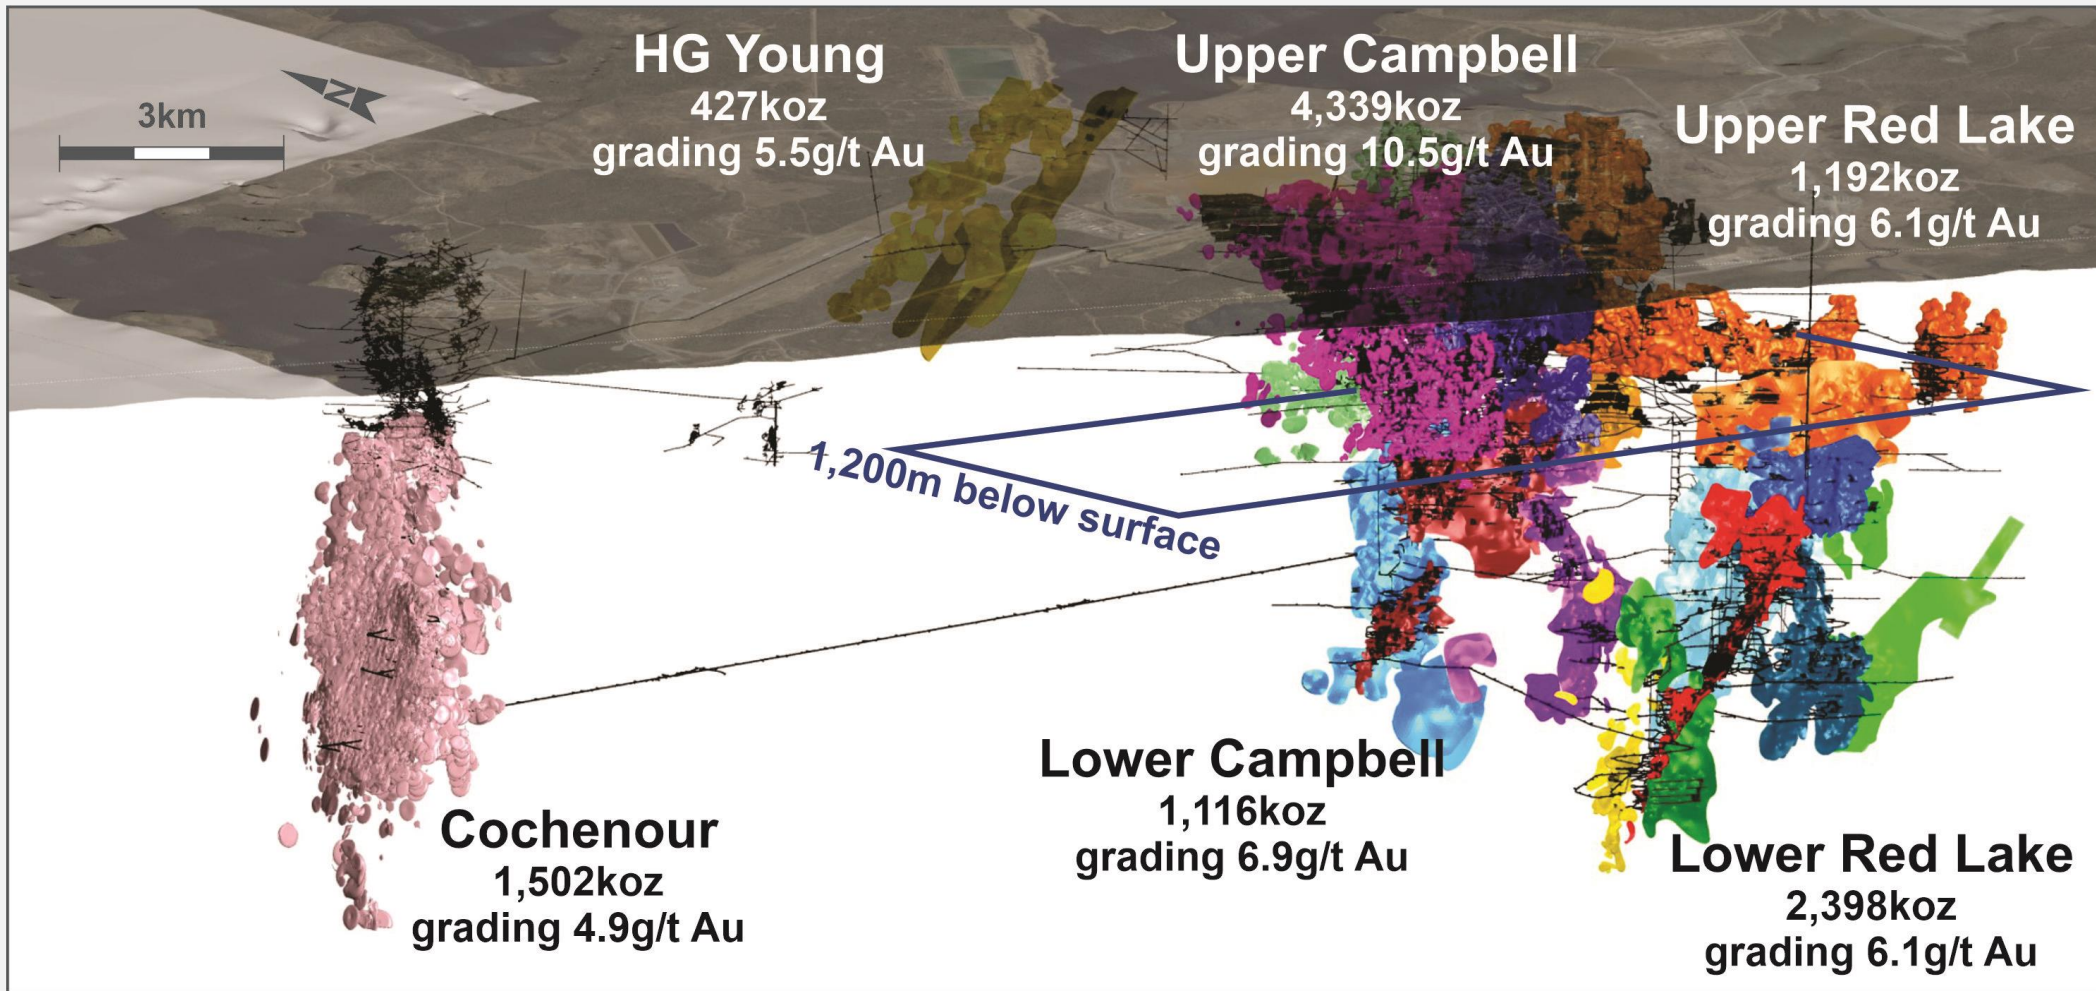 3km
N
HG Young
427koz
grading 5.5g/t Au
Upper Campbell
4,339koz
grading 10.5g/t Au
Upper Red Lake
1,192koz
grading 6.1g/t Au
1,200m below surface
Cochenour
1,502koz
grading 4.9g/t Au
Lower Campbell
1,116koz
grading 6.9g/t Au
Lower Red Lake
2,398koz
grading 6.1g/t Au